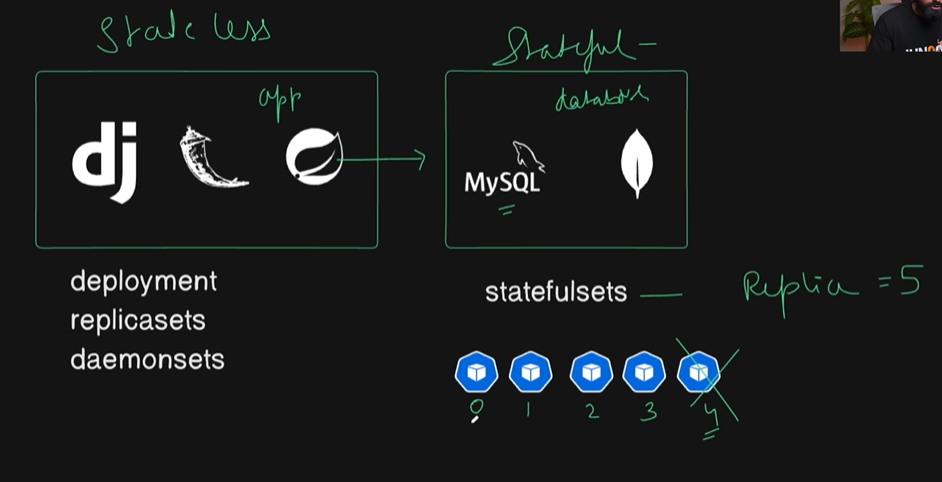 Stateless
Stateful -
app
database
dj
MySQL
deployment
replicasets
daemonsets
statefulsets
Replica = 5
0 1 2 3 4